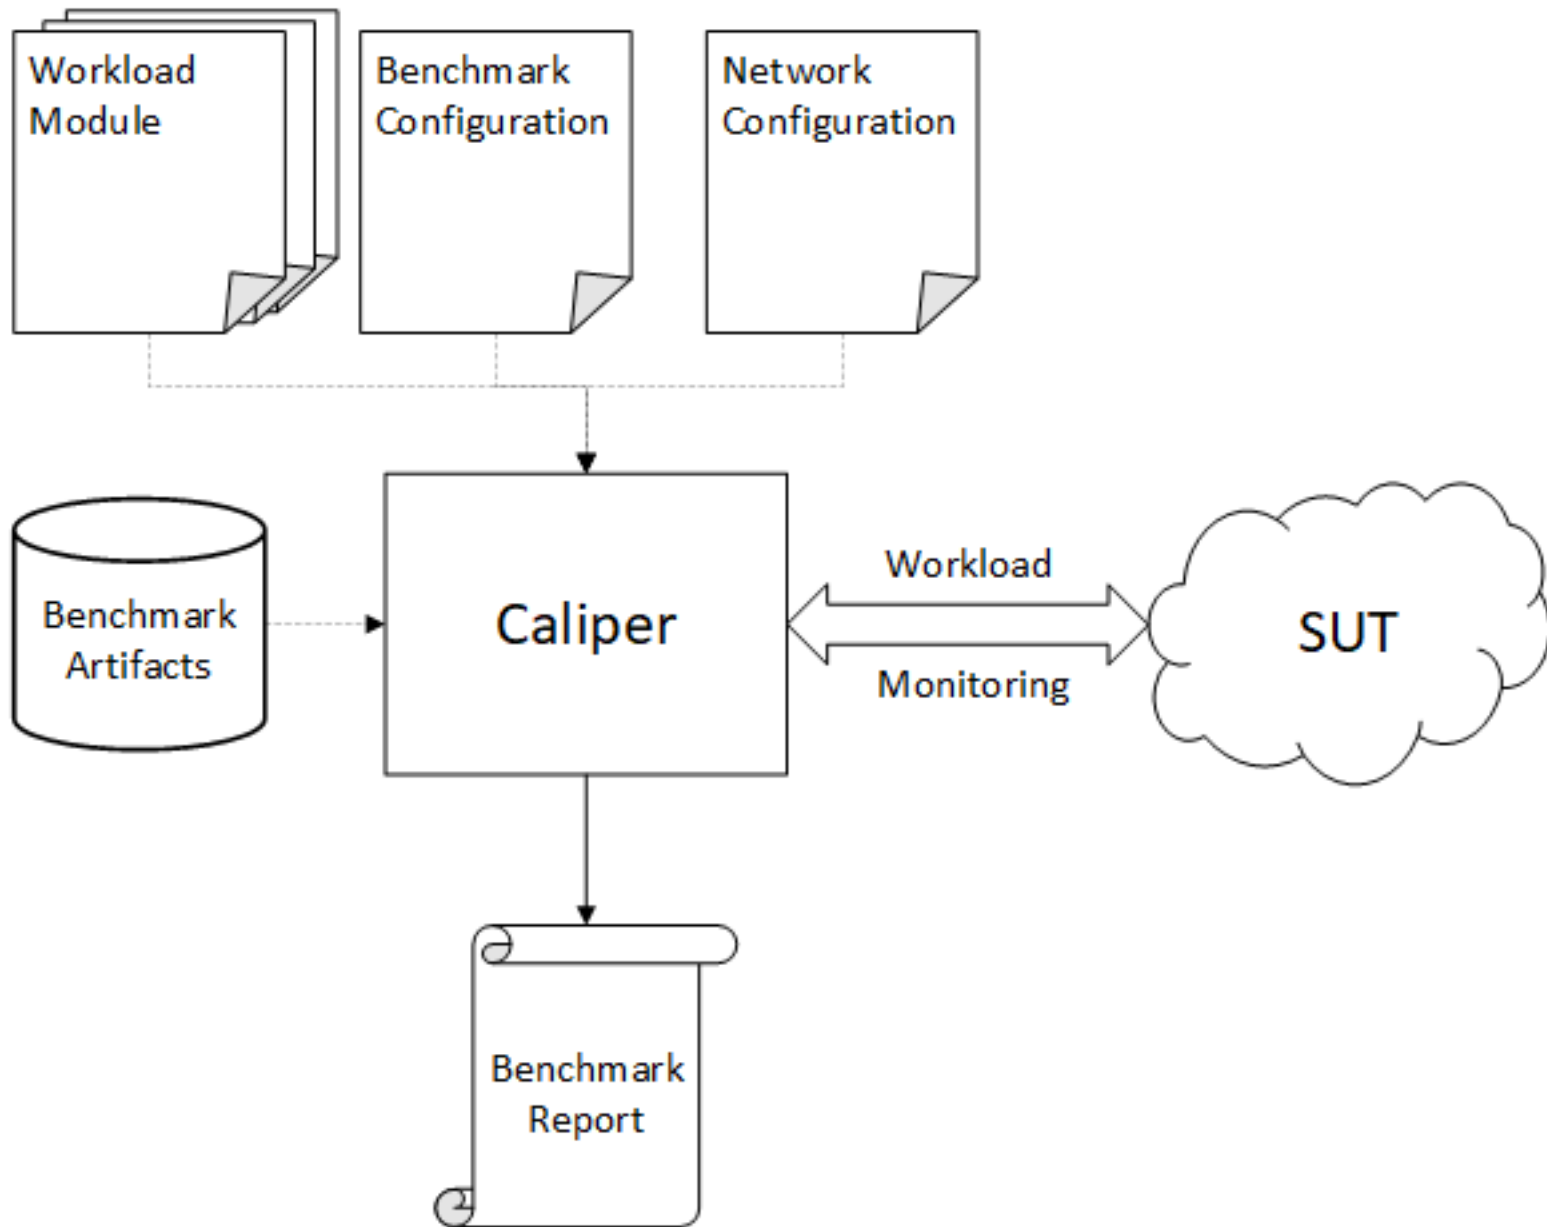 Workload
Module
Benchmark
Configuration
Network
Configuration
Benchmark
Artifacts
Caliper
Workload
Monitoring
SUT
Benchmark
Report